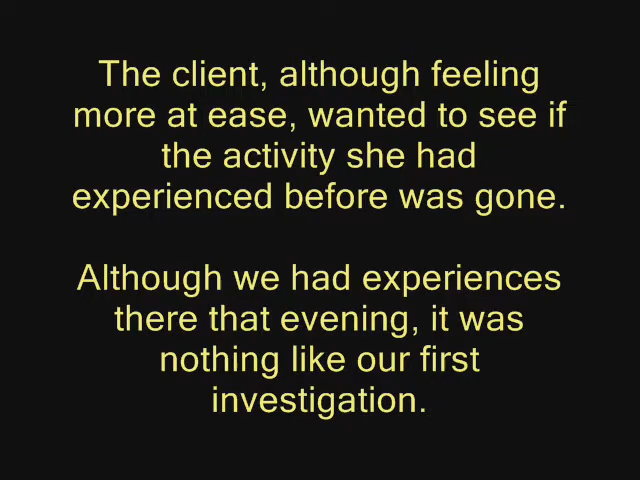 The client, although feeling
more at ease, wanted to see if
the activity she had
experienced before was gone.
Although we had experiences
there that evening, it was
nothing like our first
investigation.